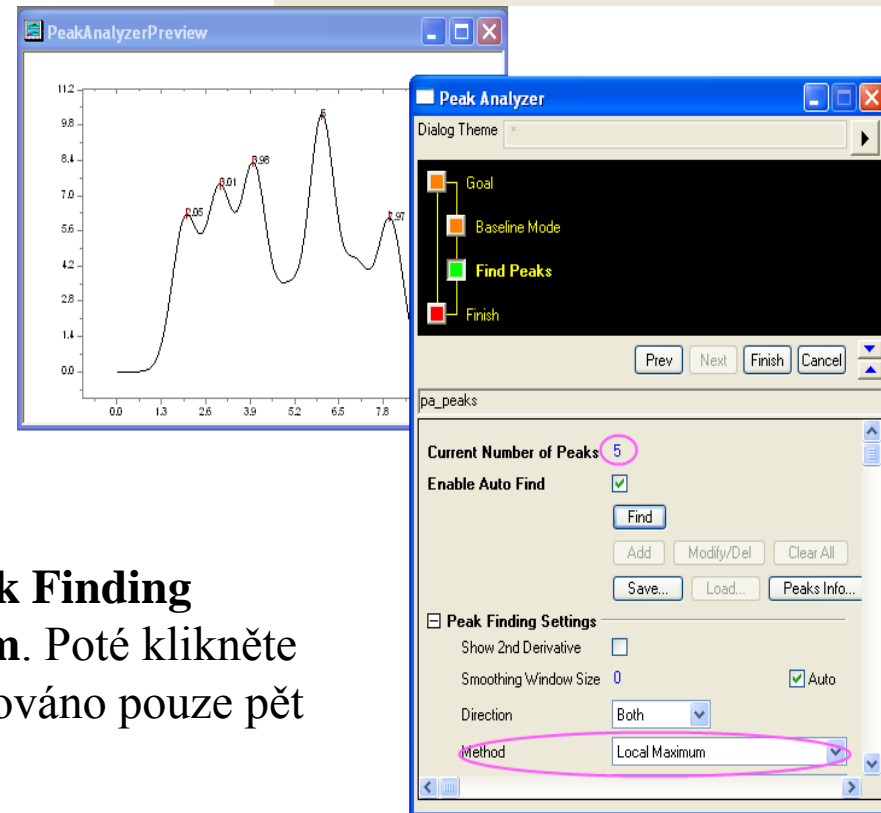 PeakAnalyzerPreview
11.2
9.8
8.4
7.0
5.6
4.2
2.8
1.4
0.0
2.05
3.01
3.98
6
7.97
0.0 1.3 2.6 3.9 5.2 6.5 7.8
Peak Analyzer
Dialog Theme *
Goal
Baseline Mode
Find Peaks
Finish
Prev Next Finish Cancel
pa_peaks
Current Number of Peaks 5
Enable Auto Find
Find
Add Modify/Del Clear All
Save... Load... Peaks Info...
Peak Finding Settings
Show 2nd Derivative
Smoothing Window Size 0 Auto
Direction Both
Method Local Maximum
k Finding
m. Poté klikněte
ováno pouze pět